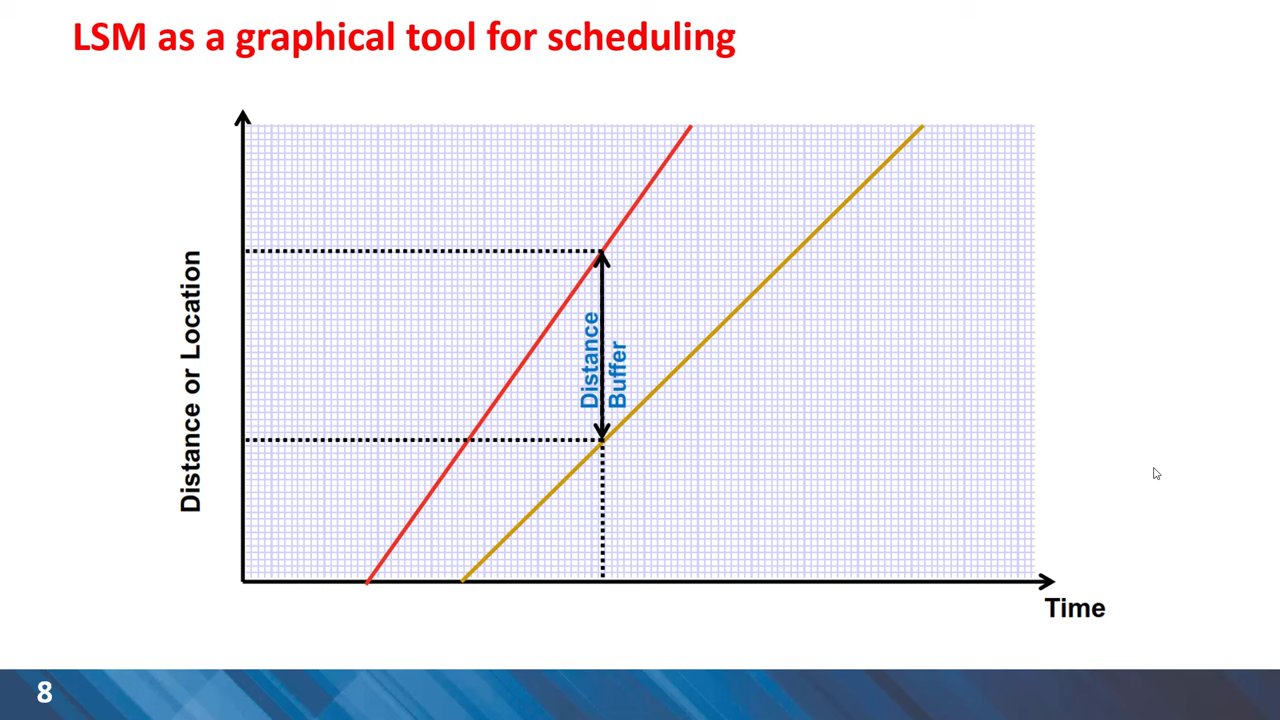 LSM as a graphical tool for scheduling
Distance or Location
Distance
Buffer
Time
8